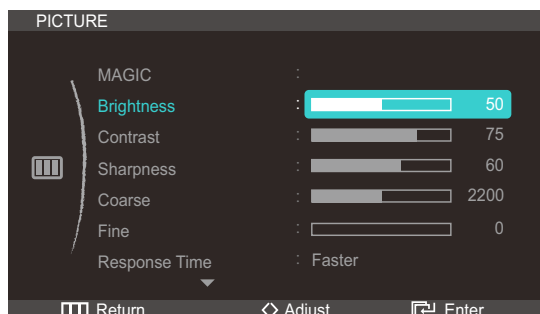 PICTURE
MAGIC :
Brightness : 50
Contrast : 75
Sharpness : 60
Coarse : 2200
Fine : 0
Response Time : Faster
Return Adjust Enter